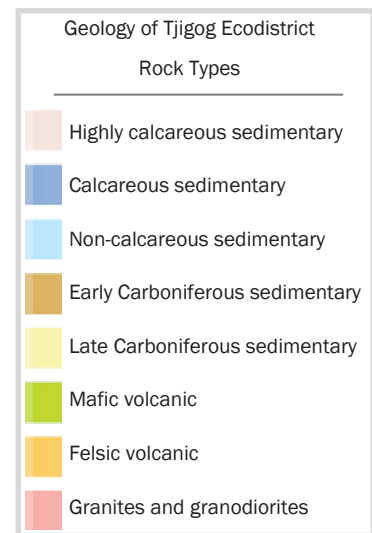 Geology of Tjigog Ecodistrict
Rock Types
Highly calcareous sedimentary
Calcareous sedimentary
Non-calcareous sedimentary
Early Carboniferous sedimentary
Late Carboniferous sedimentary
Mafic volcanic
Felsic volcanic
Granites and granodiorites